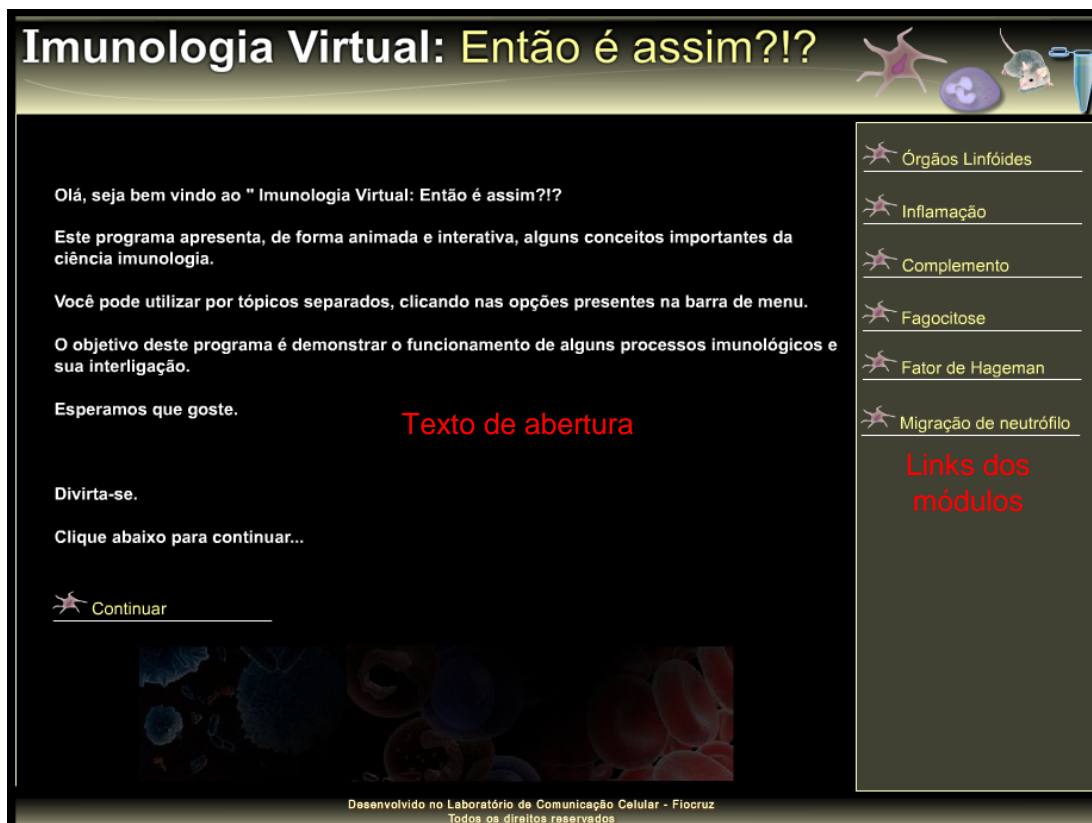 Imunologia Virtual: Então é assim?!?
Olá, seja bem vindo ao " Imunologia Virtual: Então é assim?!?
Este programa apresenta, de forma animada e interativa, alguns conceitos importantes da
ciência imunologia.
Você pode utilizar por tópicos separados, clicando nas opções presentes na barra de menu.
O objetivo deste programa é demonstrar o funcionamento de alguns processos imunológicos e
sua interligação.
Esperamos que goste.
Texto de abertura
Divirta-se.
Clique abaixo para continuar...
Continuar
Órgãos Linfóides
Inflamação
Complemento
Fagocitose
Fator de Hageman
Migração de neutrófilo
Links dos
módulos
Desenvolvido no Laboratório de Comunicação Celular - Fiocruz
Todos os direitos reservados